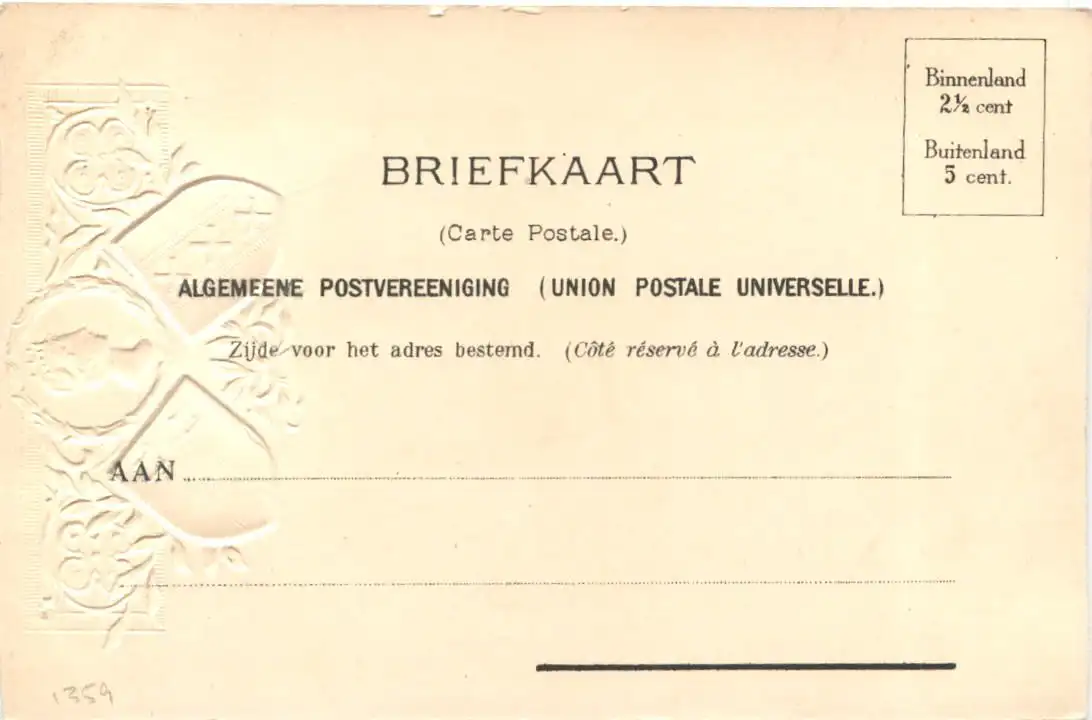 Binnenland
2½ cent
Buitenland
5 cent.
BRIEFKAART
(Carte Postale.)
ALGEMEENE POSTVEREENIGING (UNION POSTALE UNIVERSELLE.)
Zijde voor het adres bestemd. (Côté réservé à l'adresse.)
AAN
1359